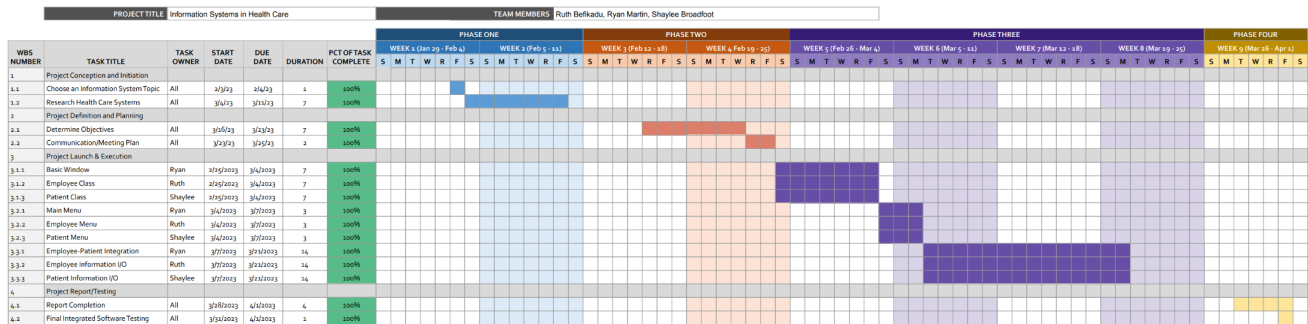 PROJECT TITLE Information Systems in Health Care TEAM MEMBERS Ruth Befikadu, Ryan Martin, Shaylee Broadfoot
PHASE ONE PHASE TWO PHASE THREE PHASE FOUR
WBS NUMBER TASK TITLE TASK OWNER START DATE DUE DATE DURATION PCT OF TASK COMPLETE WEEK 1 (Jan 29 - Feb 4) WEEK 2 (Feb 5 - 11) WEEK 3 (Feb 12 - 18) WEEK 4 Feb 19 - 25) WEEK 5 (Feb 26 - Mar 4) WEEK 6 (Mar 5 - 11) WEEK 7 (Mar 12 - 18) WEEK 8 (Mar 19 - 25) WEEK 9 (Mar 26 - Apr 1)
S M T W R F S S M T W R F S S M T W R F S S M T W R F S S M T W R F S S M T W R F S S M T W R F S S M T W R F S S M T W R F S
1 Project Conception and Initiation
1.1 Choose an Information System Topic All 2/3/23 2/4/23 1 100%
1.2 Research Health Care Systems All 3/4/23 3/11/23 7 100%
2 Project Definition and Planning
2.1 Determine Objectives All 3/16/23 3/23/23 7 100%
2.2 Communication/Meeting Plan All 3/23/23 3/25/23 2 100%
3 Project Launch & Execution
3.1.1 Basic Window Ryan 2/25/2023 3/4/2023 7 100%
3.1.2 Employee Class Ruth 2/25/2023 3/4/2023 7 100%
3.1.3 Patient Class Shaylee 2/25/2023 3/4/2023 7 100%
3.2.1 Main Menu Ryan 3/4/2023 3/7/2023 3 100%
3.2.2 Employee Menu Ruth 3/4/2023 3/7/2023 3 100%
3.2.3 Patient Menu Shaylee 3/4/2023 3/7/2023 3 100%
3.3.1 Employee-Patient Integration Ryan 3/7/2023 3/21/2023 14 100%
3.3.2 Employee Information I/O Ruth 3/7/2023 3/21/2023 14 100%
3.3.3 Patient Information I/O Shaylee 3/7/2023 3/21/2023 14 100%
4 Project Report/Testing
4.1 Report Completion All 3/28/2023 4/1/2023 4 100%
4.2 Final Integrated Software Testing All 3/31/2023 4/1/2023 1 100%